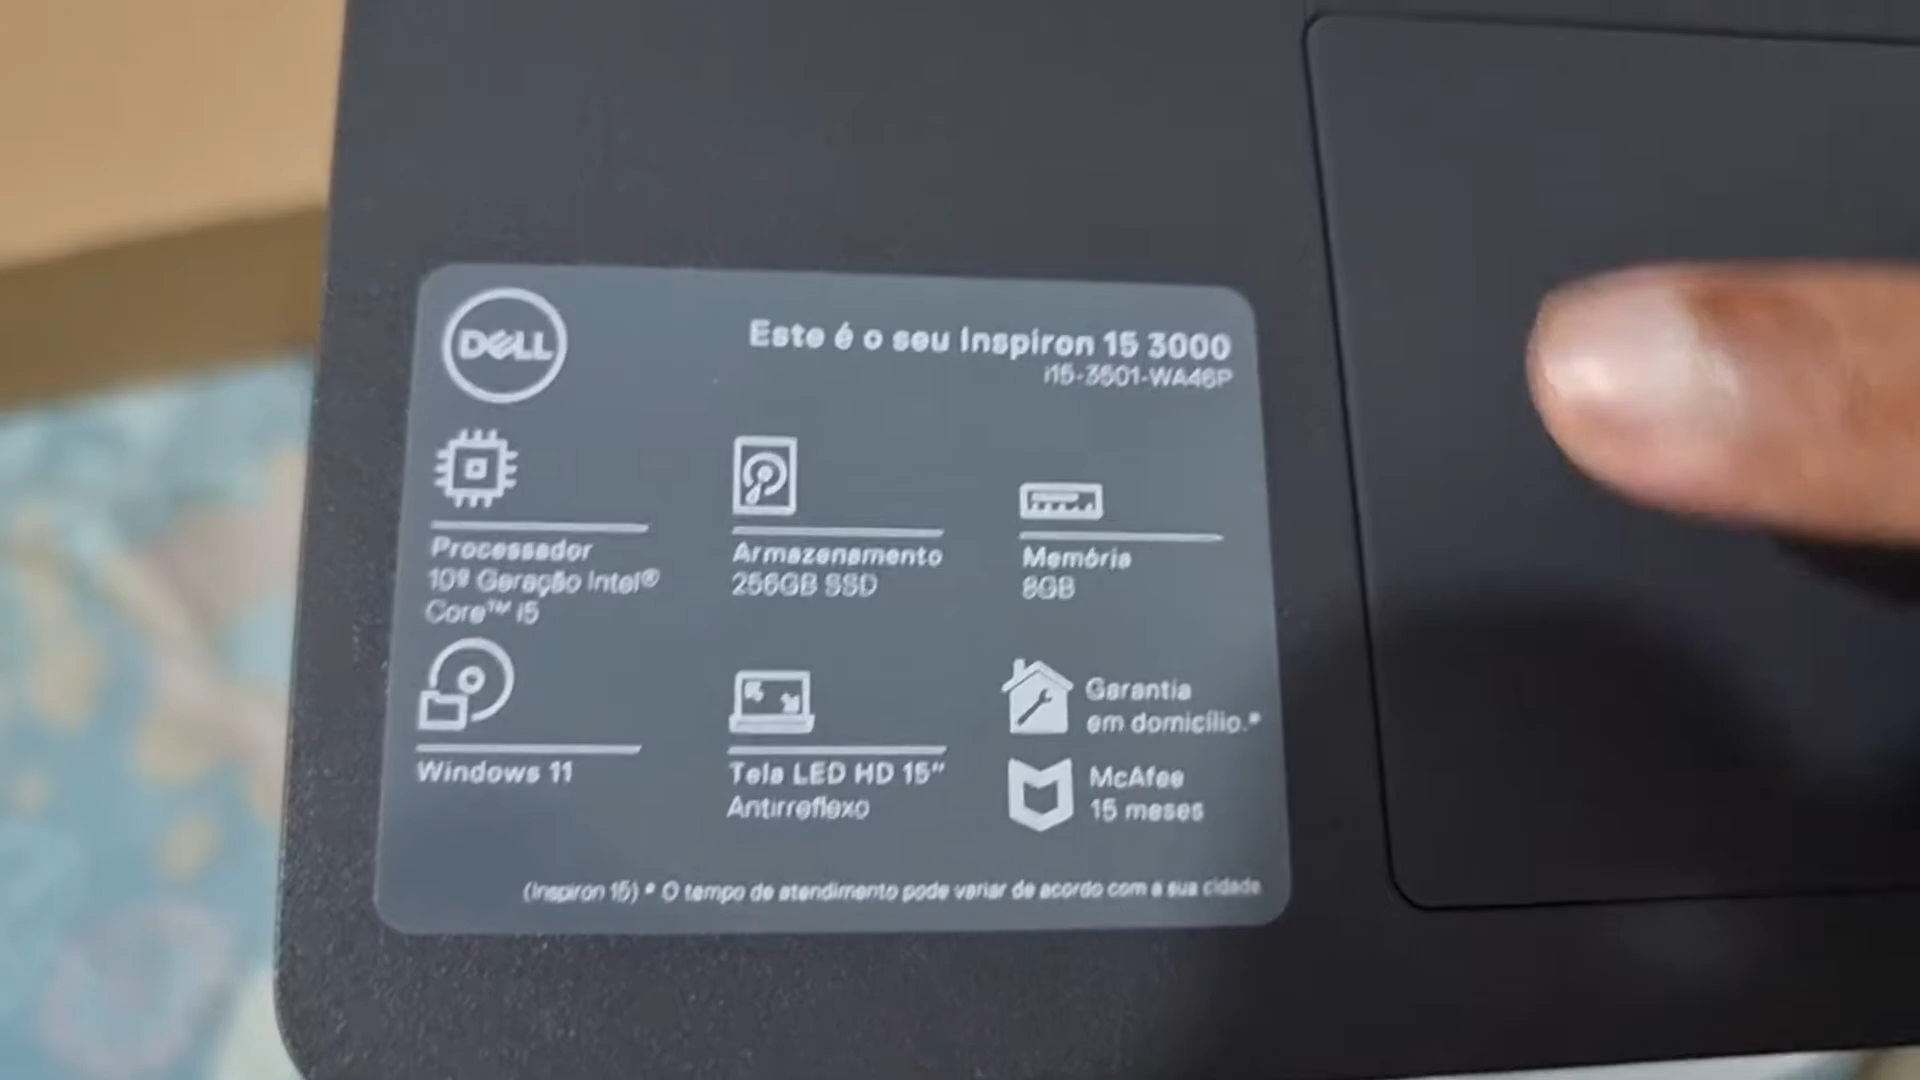 DELL
Este é o seu Inspiron 15 3000
i15-3501-WA46P
Processador
10ª Geração Intel®
Core™ i5
Armazenamento
256GB SSD
Memória
8GB
Windows 11
Tela LED HD 15”
Antirreflexo
Garantia
em domicílio.*
McAfee
15 meses
(Inspiron 15) * O tempo de atendimento pode variar de acordo com a sua cidade